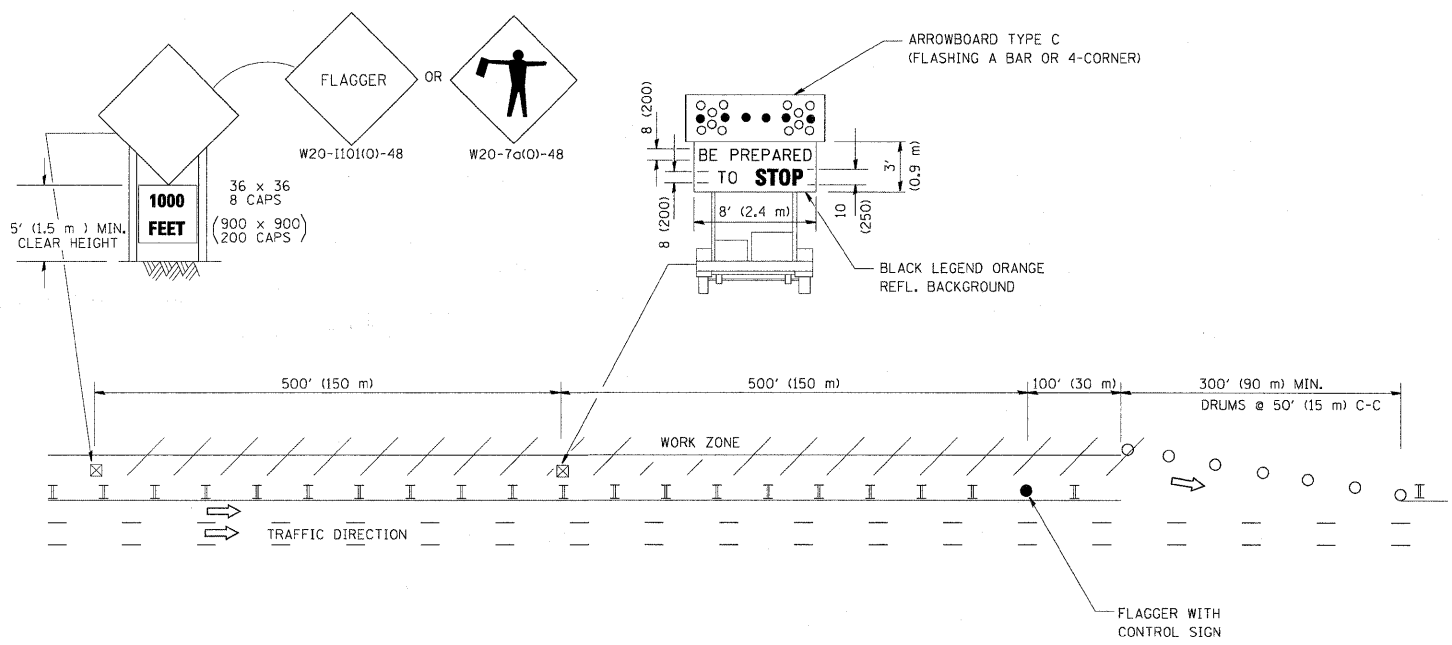 FLAGGER
OR
W20-I101(O)-48
W20-7a(O)-48
1000
FEET
36 x 36
8 CAPS
(900 x 900)
(200 CAPS)
5' (1.5 m ) MIN.
CLEAR HEIGHT
ARROWBOARD TYPE C
(FLASHING A BAR OR 4-CORNER)
8 (200)
BE PREPARED
TO STOP
3'
(0.9 m)
8 (200)
8' (2.4 m)
10
(250)
BLACK LEGEND ORANGE
REFL. BACKGROUND
500' (150 m)
500' (150 m)
100' (30 m)
300' (90 m) MIN.
DRUMS @ 50' (15 m) C-C
WORK ZONE
TRAFFIC DIRECTION
FLAGGER WITH
CONTROL SIGN